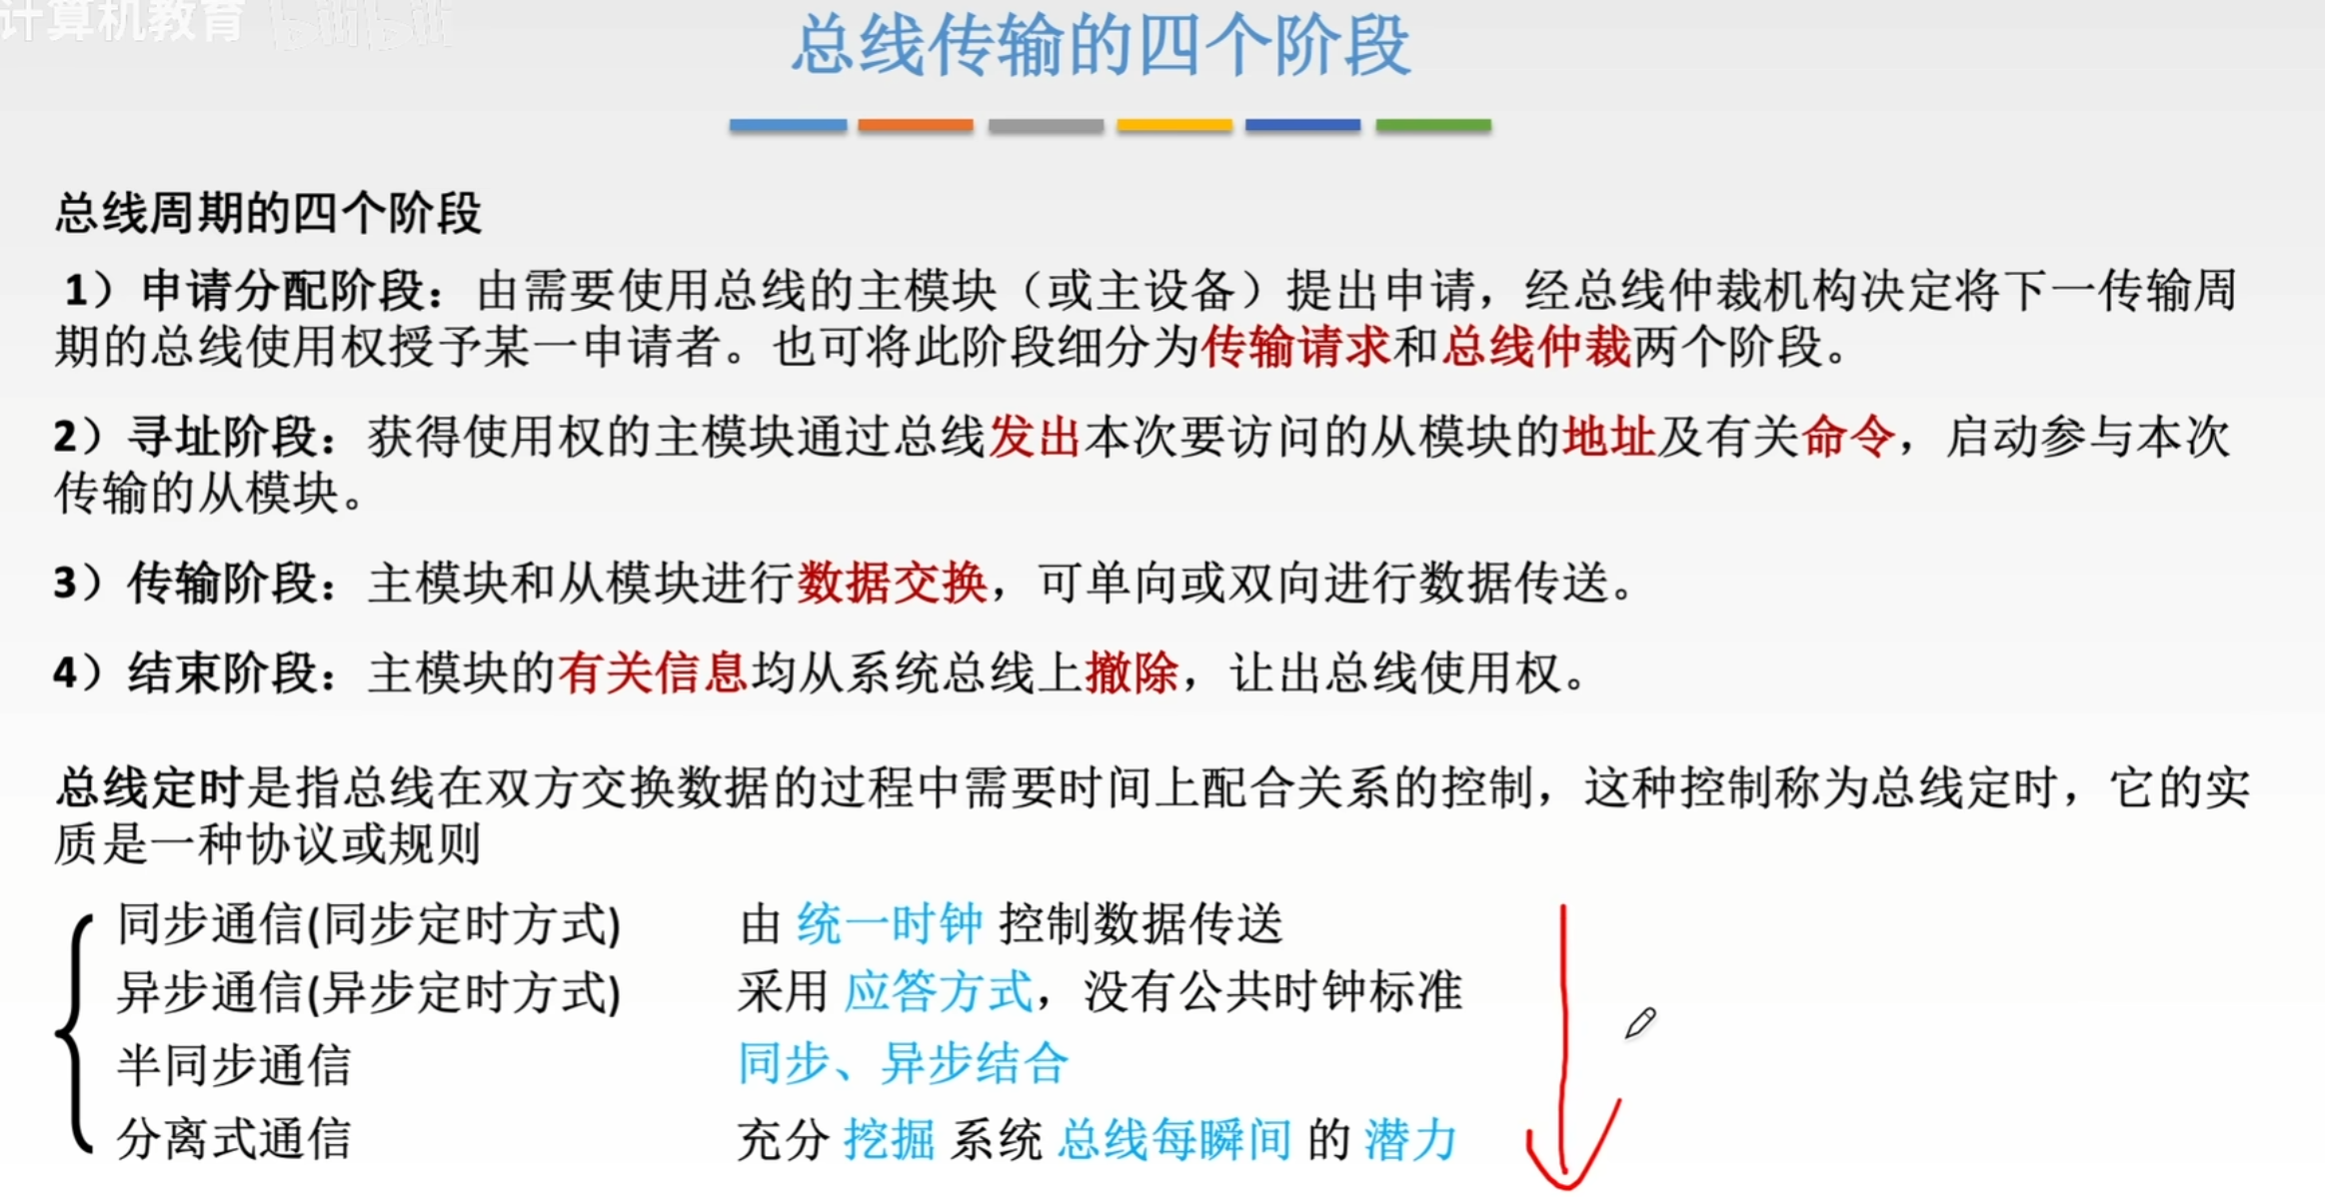 计算机教育 bilibili
总线传输的四个阶段
总线周期的四个阶段
1）申请分配阶段：由需要使用总线的主模块（或主设备）提出申请，经总线仲裁机构决定将下一传输周
期的总线使用权授予某一申请者。也可将此阶段细分为传输请求和总线仲裁两个阶段。
2）寻址阶段：获得使用权的主模块通过总线发出本次要访问的从模块的地址及有关命令，启动参与本次
传输的从模块。
3）传输阶段：主模块和从模块进行数据交换，可单向或双向进行数据传送。
4）结束阶段：主模块的有关信息均从系统总线上撤除，让出总线使用权。
总线定时是指总线在双方交换数据的过程中需要时间上配合关系的控制，这种控制称为总线定时，它的实
质是一种协议或规则
同步通信(同步定时方式) 由 统一时钟 控制数据传送
异步通信(异步定时方式) 采用 应答方式，没有公共时钟标准
半同步通信 同步、异步结合
分离式通信 充分 挖掘 系统 总线每瞬间 的 潜力